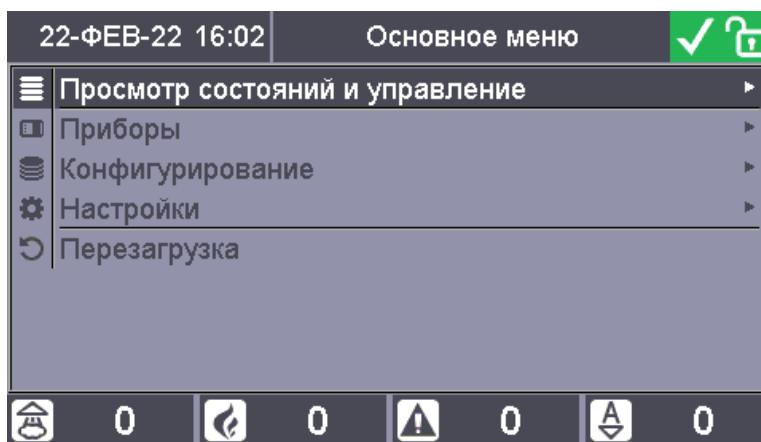 22-ФЕВ-22 16:02 Основное меню
Просмотр состояний и управление
Приборы
Конфигурирование
Настройки
Перезагрузка
0 0 0 A 0